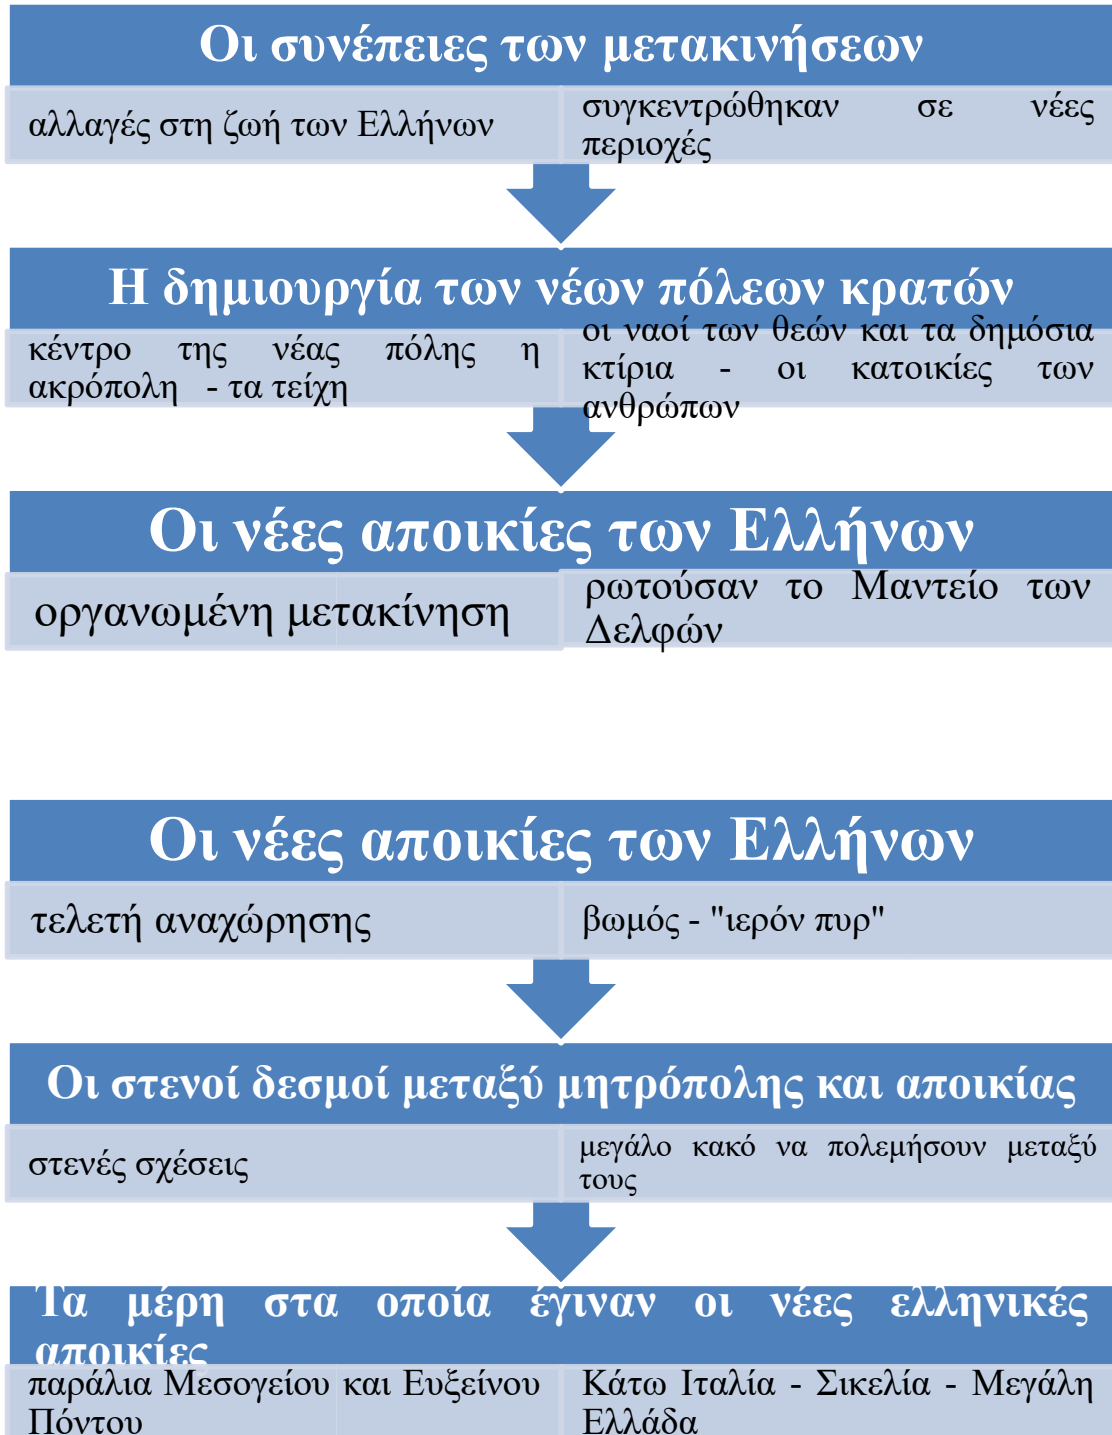 Οι συνέπειες των μετακινήσεων
αλλαγές στη ζωή των Ελλήνων
συγκεντρώθηκαν σε νέες
περιοχές
Η δημιουργία των νέων πόλεων κρατών
κέντρο της νέας πόλης η
ακρόπολη - τα τείχη
οι ναοί των θεών και τα δημόσια
κτίρια - οι κατοικίες των
ανθρώπων
Οι νέες αποικίες των Ελλήνων
οργανωμένη μετακίνηση
ρωτούσαν το Μαντείο των
Δελφών
Οι νέες αποικίες των Ελλήνων
τελετή αναχώρησης
βωμός - "ιερόν πυρ"
Οι στενοί δεσμοί μεταξύ μητρόπολης και αποικίας
στενές σχέσεις
μεγάλο κακό να πολεμήσουν μεταξύ
τους
Τα μέρη στα οποία έγιναν οι νέες ελληνικές
αποικίες
παράλια Μεσογείου και Ευξείνου
Πόντου
Κάτω Ιταλία - Σικελία - Μεγάλη
Ελλάδα